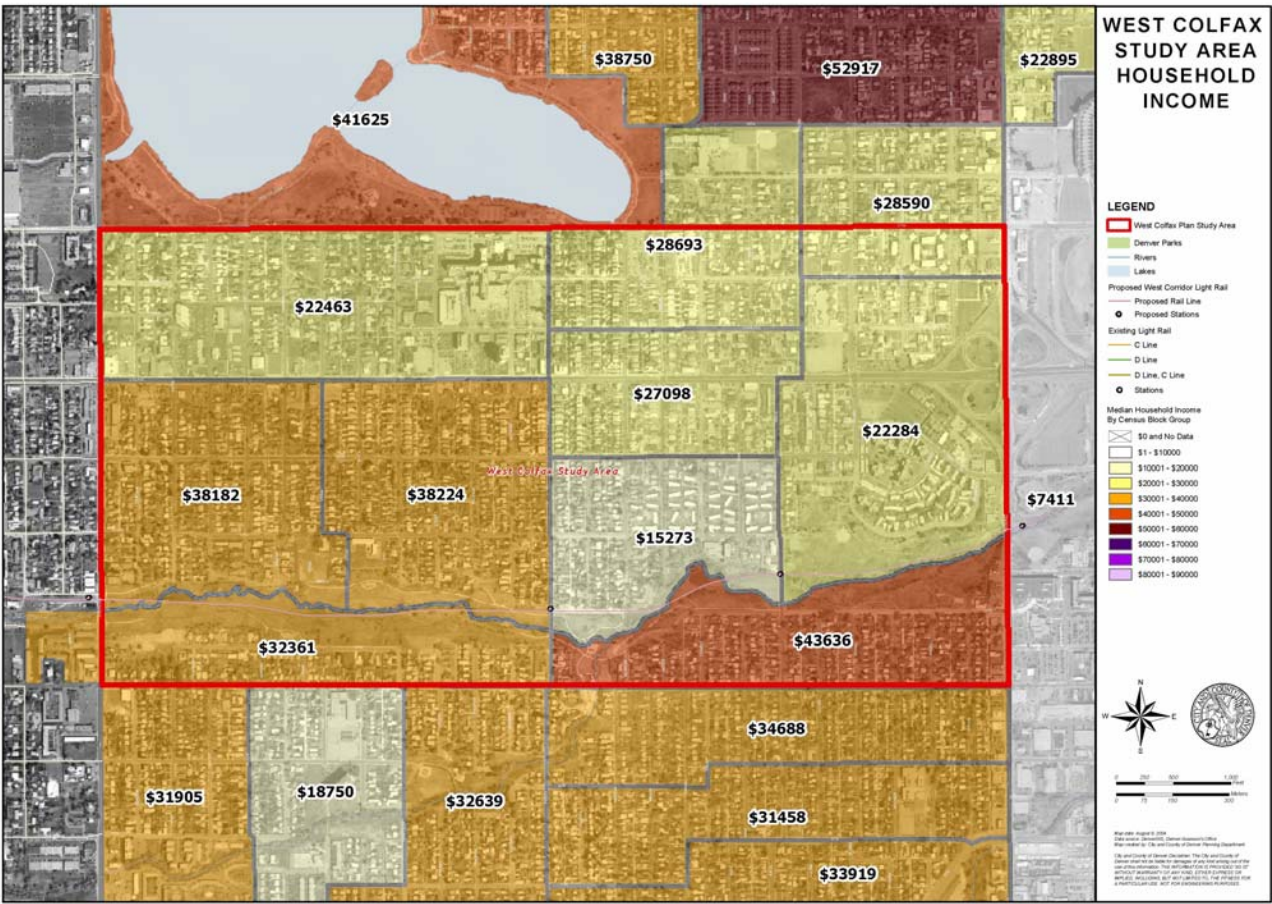 WEST COLFAX
STUDY AREA
HOUSEHOLD
INCOME
$38750
$52917
$22895
$41625
$28590
$28693
$22463
$27098
$22284
West Colfax Study Area
$38182
$38224
$7411
$15273
$32361
$43636
$34688
$31905
$18750
$32639
$31458
$33919
LEGEND
West Colfax Plan Study Area
Denver Parks
Rivers
Lakes
Proposed West Corridor Light Rail
Proposed Rail Line
Proposed Stations
Existing Light Rail
C Line
D Line
D Line, C Line
Stations
Median Household Income
By Census Block Group
$0 and No Data
$1 - $10000
$10001 - $20000
$20001 - $30000
$30001 - $40000
$40001 - $50000
$50001 - $60000
$60001 - $70000
$70001 - $80000
$80001 - $90000
N
W E
S
Feet
Meters